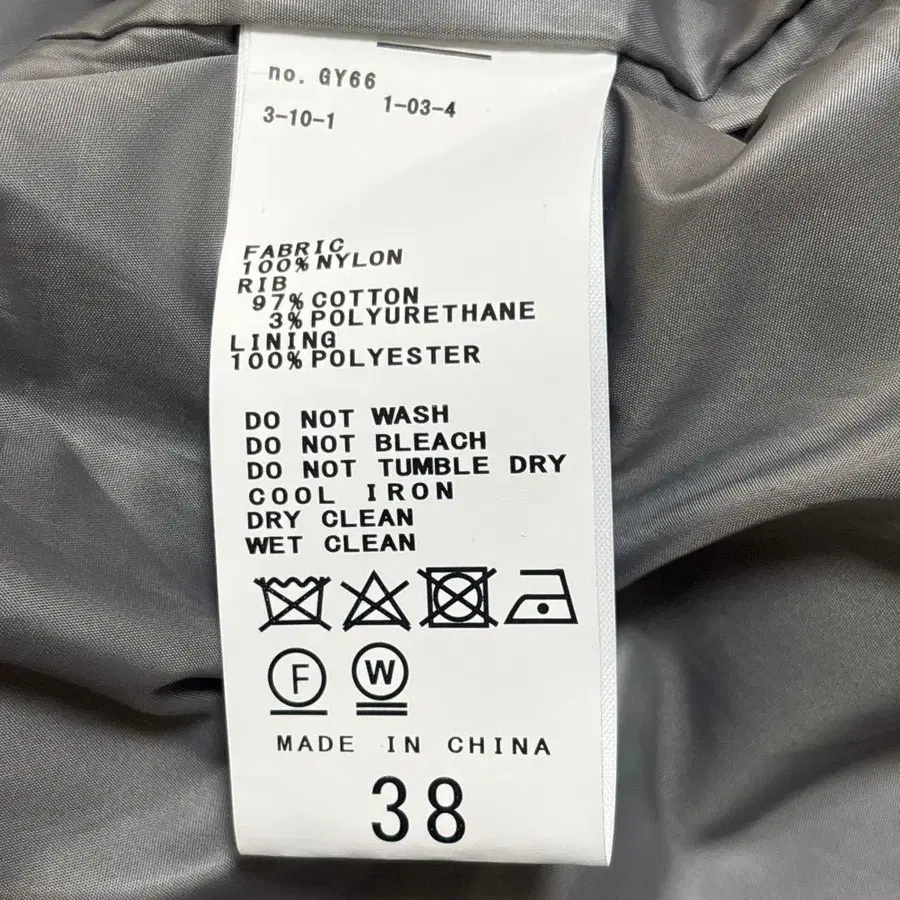 no. GY66
3-10-1 1-03-4
FABRIC
100%NYLON
RIB
97%COTTON
3%POLYURETHANE
LINING
100%POLYESTER
DO NOT WASH
DO NOT BLEACH
DO NOT TUMBLE DRY
COOL IRON
DRY CLEAN
WET CLEAN
F W
MADE IN CHINA
38